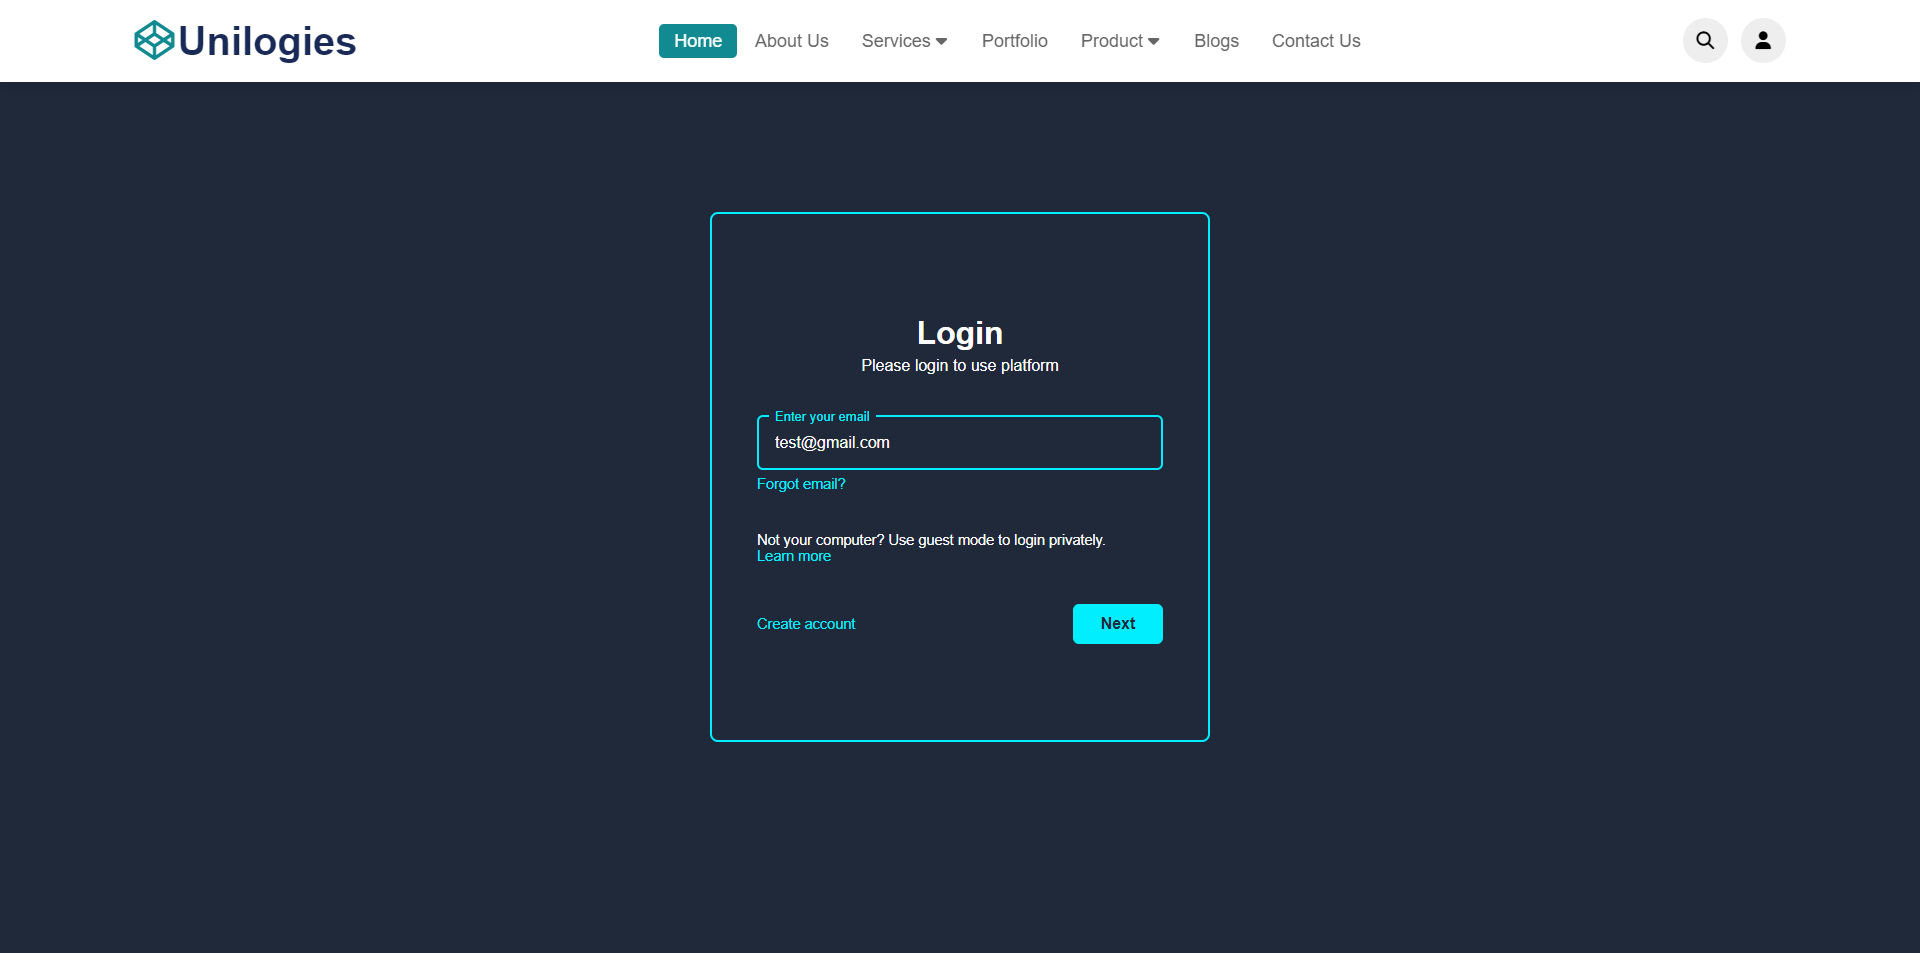 Unilogies
Home About Us Services Portfolio Product Blogs Contact Us
Login
Please login to use platform
Enter your email
test@gmail.com
Forgot email?
Not your computer? Use guest mode to login privately.
Learn more
Create account Next